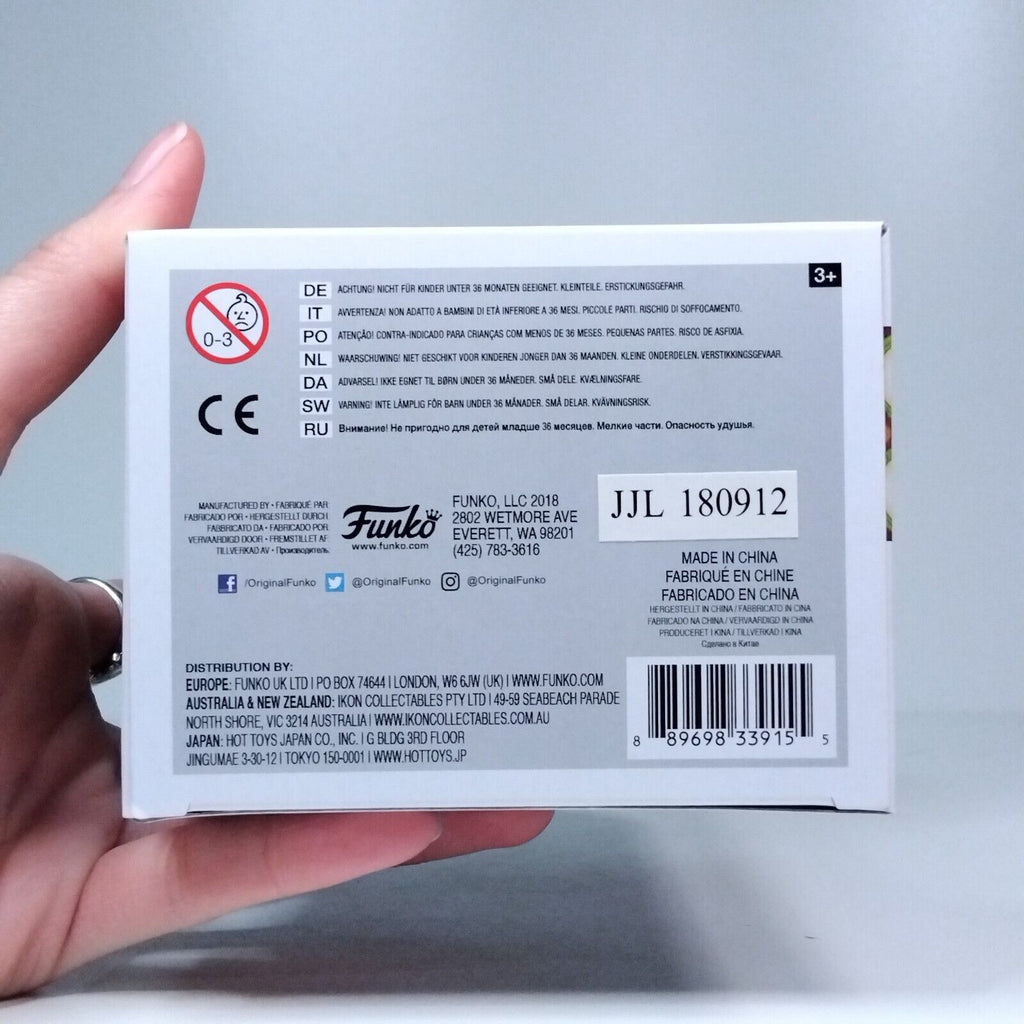 3+
0-3
DE ACHTUNG! NICHT FÜR KINDER UNTER 36 MONATEN GEEIGNET. KLEINTEILE. ERSTICKUNGSGEFAHR.
IT AVVERTENZA! NON ADATTO A BAMBINI DI ETÀ INFERIORE A 36 MESI. PICCOLE PARTI. RISCHIO DI SOFFOCAMENTO.
PO ATENÇÃO! CONTRA-INDICADO PARA CRIANÇAS COM MENOS DE 36 MESES. PEQUENAS PARTES. RISCO DE ASFIXIA.
NL WAARSCHUWING! NIET GESCHIKT VOOR KINDEREN JONGER DAN 36 MAANDEN. KLEINE ONDERDELEN. VERSTIKKINGSGEVAAR.
DA ADVARSEL! IKKE EGNET TIL BØRN UNDER 36 MÅNEDER. SMÅ DELE. KVÆLNINGSFARE.
SW VARNING! INTE LÄMPLIG FÖR BARN UNDER 36 MÅNADER. SMÅ DELAR. KVÄVNINGSRISK.
RU Внимание! Не пригодно для детей младше 36 месяцев. Мелкие части. Опасность удушья.
CE
MANUFACTURED BY • FABRIQUÉ PAR
FABRICADO POR • HERGESTELLT DURCH
FABBRICATO DA • FABRICADO POR
VERVAARDIGD DOOR • FREMSTILLET AF
TILLVERKAD AV • Производитель
Funko
www.funko.com
FUNKO, LLC 2018
2802 WETMORE AVE
EVERETT, WA 98201
(425) 783-3616
JJL 180912
/OriginalFunko @OriginalFunko @OriginalFunko
MADE IN CHINA
FABRIQUÉ EN CHINE
FABRICADO EN CHINA
HERGESTELLT IN CHINA / FABBRICATO IN CINA
FABRICADO NA CHINA / VERVAARDIGD IN CHINA
PRODUCERET I KINA / TILLVERKAD I KINA
Сделано в Китае
DISTRIBUTION BY:
EUROPE: FUNKO UK LTD | PO BOX 74644 | LONDON, W6 6JW (UK) | WWW.FUNKO.COM
AUSTRALIA & NEW ZEALAND: IKON COLLECTABLES PTY LTD | 49-59 SEABEACH PARADE
NORTH SHORE, VIC 3214 AUSTRALIA | WWW.IKONCOLLECTABLES.COM.AU
JAPAN: HOT TOYS JAPAN CO., INC. | G BLDG 3RD FLOOR
JINGUMAE 3-30-12 | TOKYO 150-0001 | WWW.HOTTOYS.JP
8 89698 33915 5